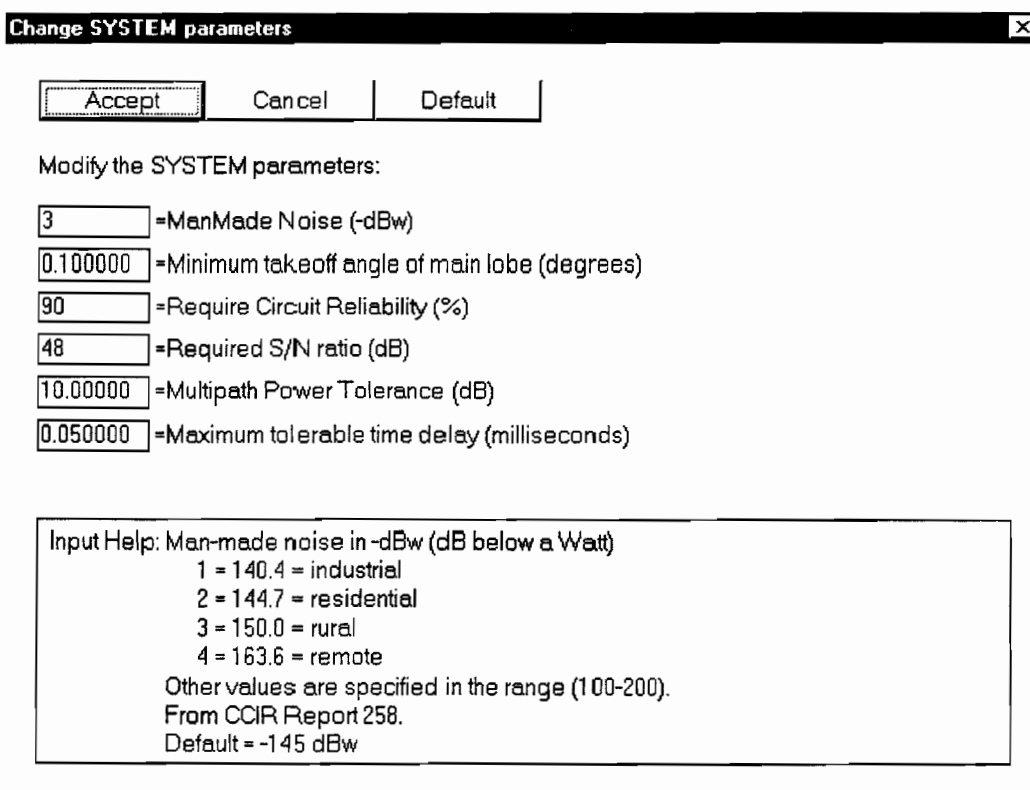 Change SYSTEM parameters
Accept Cancel Default
Modify the SYSTEM parameters:
3 =ManMade Noise (-dBw)
0.100000 =Minimum takeoff angle of main lobe (degrees)
90 =Require Circuit Reliability (%)
48 =Required S/N ratio (dB)
10.00000 =Multipath Power Tolerance (dB)
0.050000 =Maximum tolerable time delay (milliseconds)
Input Help: Man-made noise in -dBw (dB below a Watt)
1 = 140.4 = industrial
2 = 144.7 = residential
3 = 150.0 = rural
4 = 163.6 = remote
Other values are specified in the range (100-200).
From CCIR Report 258.
Default = -145 dBw